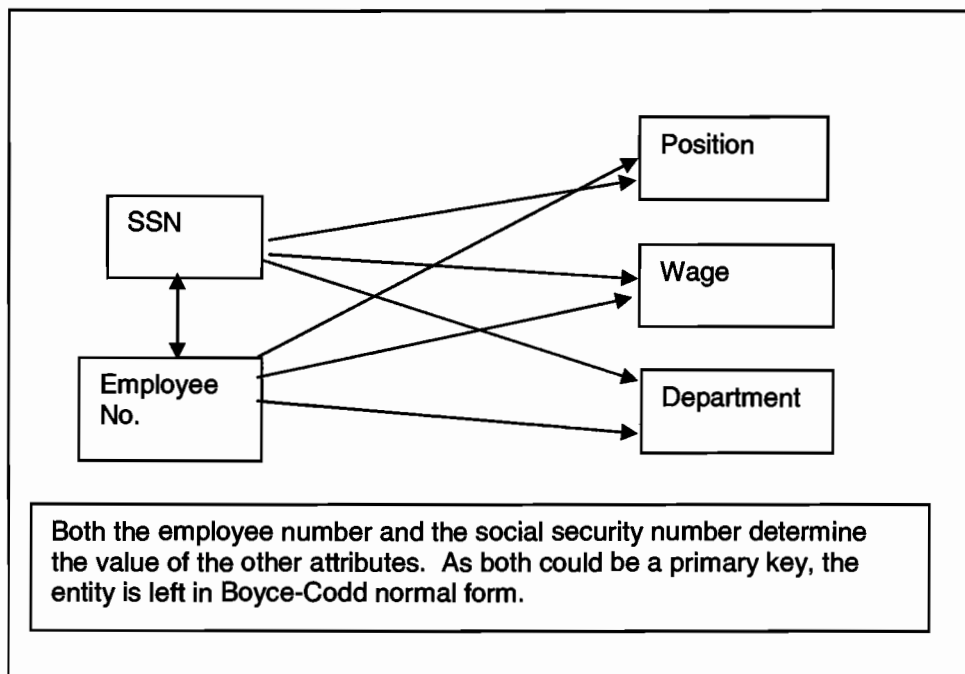 Position
SSN
Wage
Employee
No.
Department
Both the employee number and the social security number determine
the value of the other attributes.  As both could be a primary key, the
entity is left in Boyce-Codd normal form.